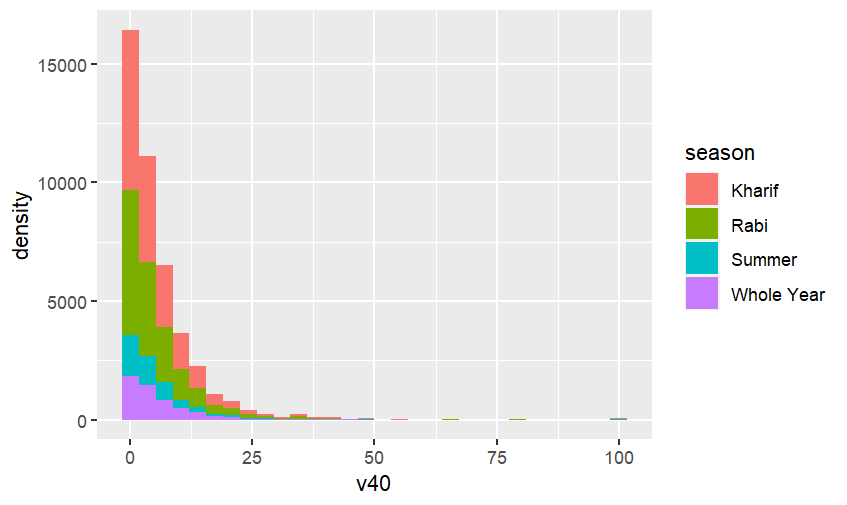 15000
10000
5000
0
density
0
25
50
75
100
v40
season
Kharif
Rabi
Summer
Whole Year